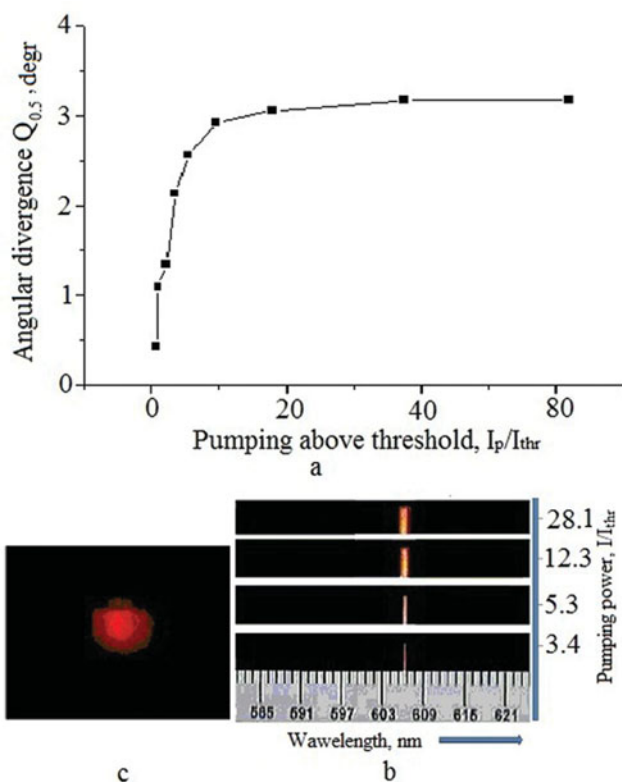 4
3
2
1
0
Angular divergence Q0.5, degr
0 20 40 80
Pumping above threshold, Ip/Ithr
a
28.1
12.3
5.3
3.4
Pumping power, I/Ithr
585 591 597 603 609 615 621
Wawelength, nm
c b